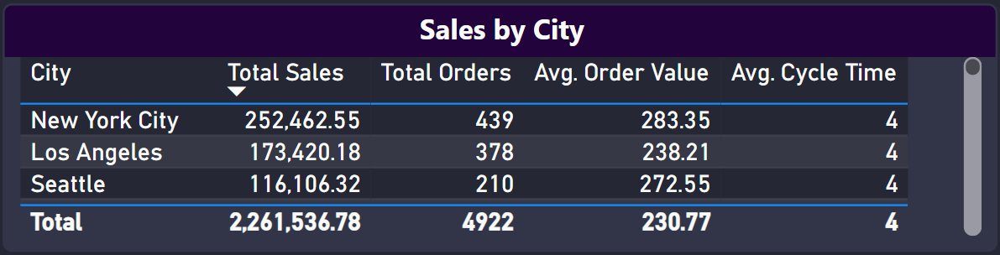 Sales by City
City Total Sales Total Orders Avg. Order Value Avg. Cycle Time
New York City 252,462.55 439 283.35 4
Los Angeles 173,420.18 378 238.21 4
Seattle 116,106.32 210 272.55 4
Total 2,261,536.78 4922 230.77 4